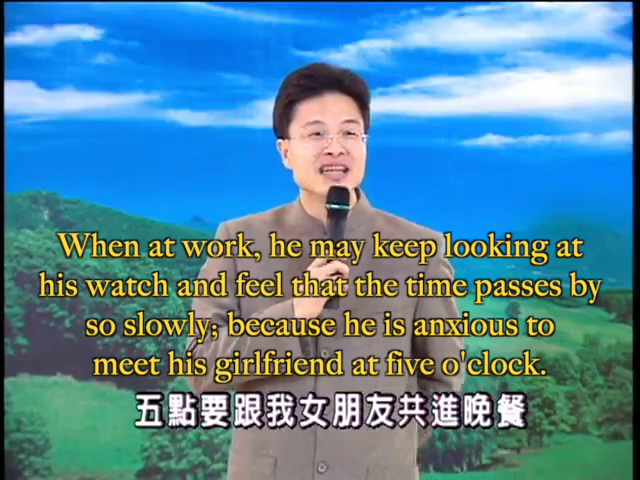 When at work, he may keep looking at
his watch and feel that the time passes by
so slowly; because he is anxious to
meet his girlfriend at five o'clock.
五點要跟我女朋友共進晚餐